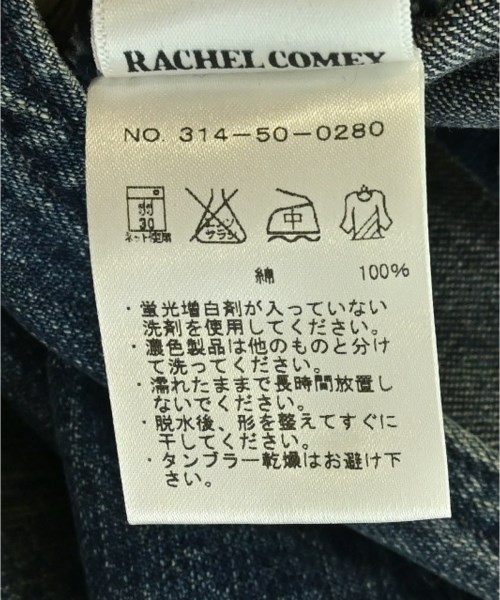 RACHEL COMEY
NO. 314-50-0280
弱
30
ネット使用
エンソ
サラシ
中
綿 100%
・蛍光増白剤が入っていない
洗剤を使用してください。
・濃色製品は他のものと分け
て洗ってください。
・濡れたままで長時間放置し
ないでください。
・脱水後、形を整えてすぐに
干してください。
・タンブラー乾燥はお避け下
さい。